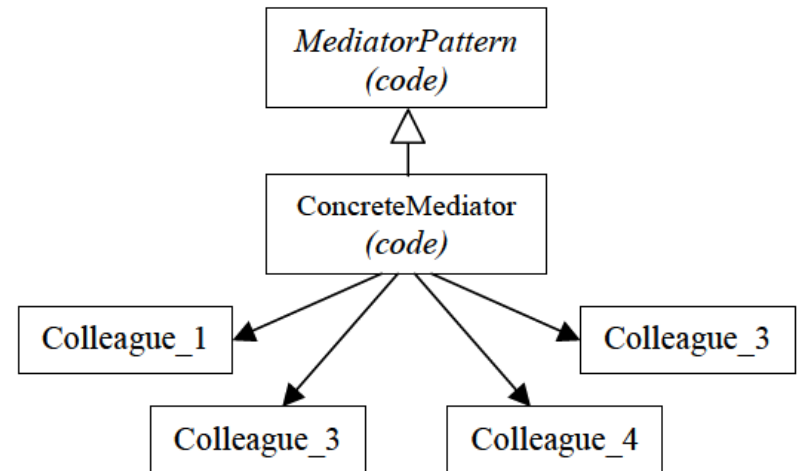 MediatorPattern
(code)
ConcreteMediator
(code)
Colleague_1
Colleague_3
Colleague_3
Colleague_4